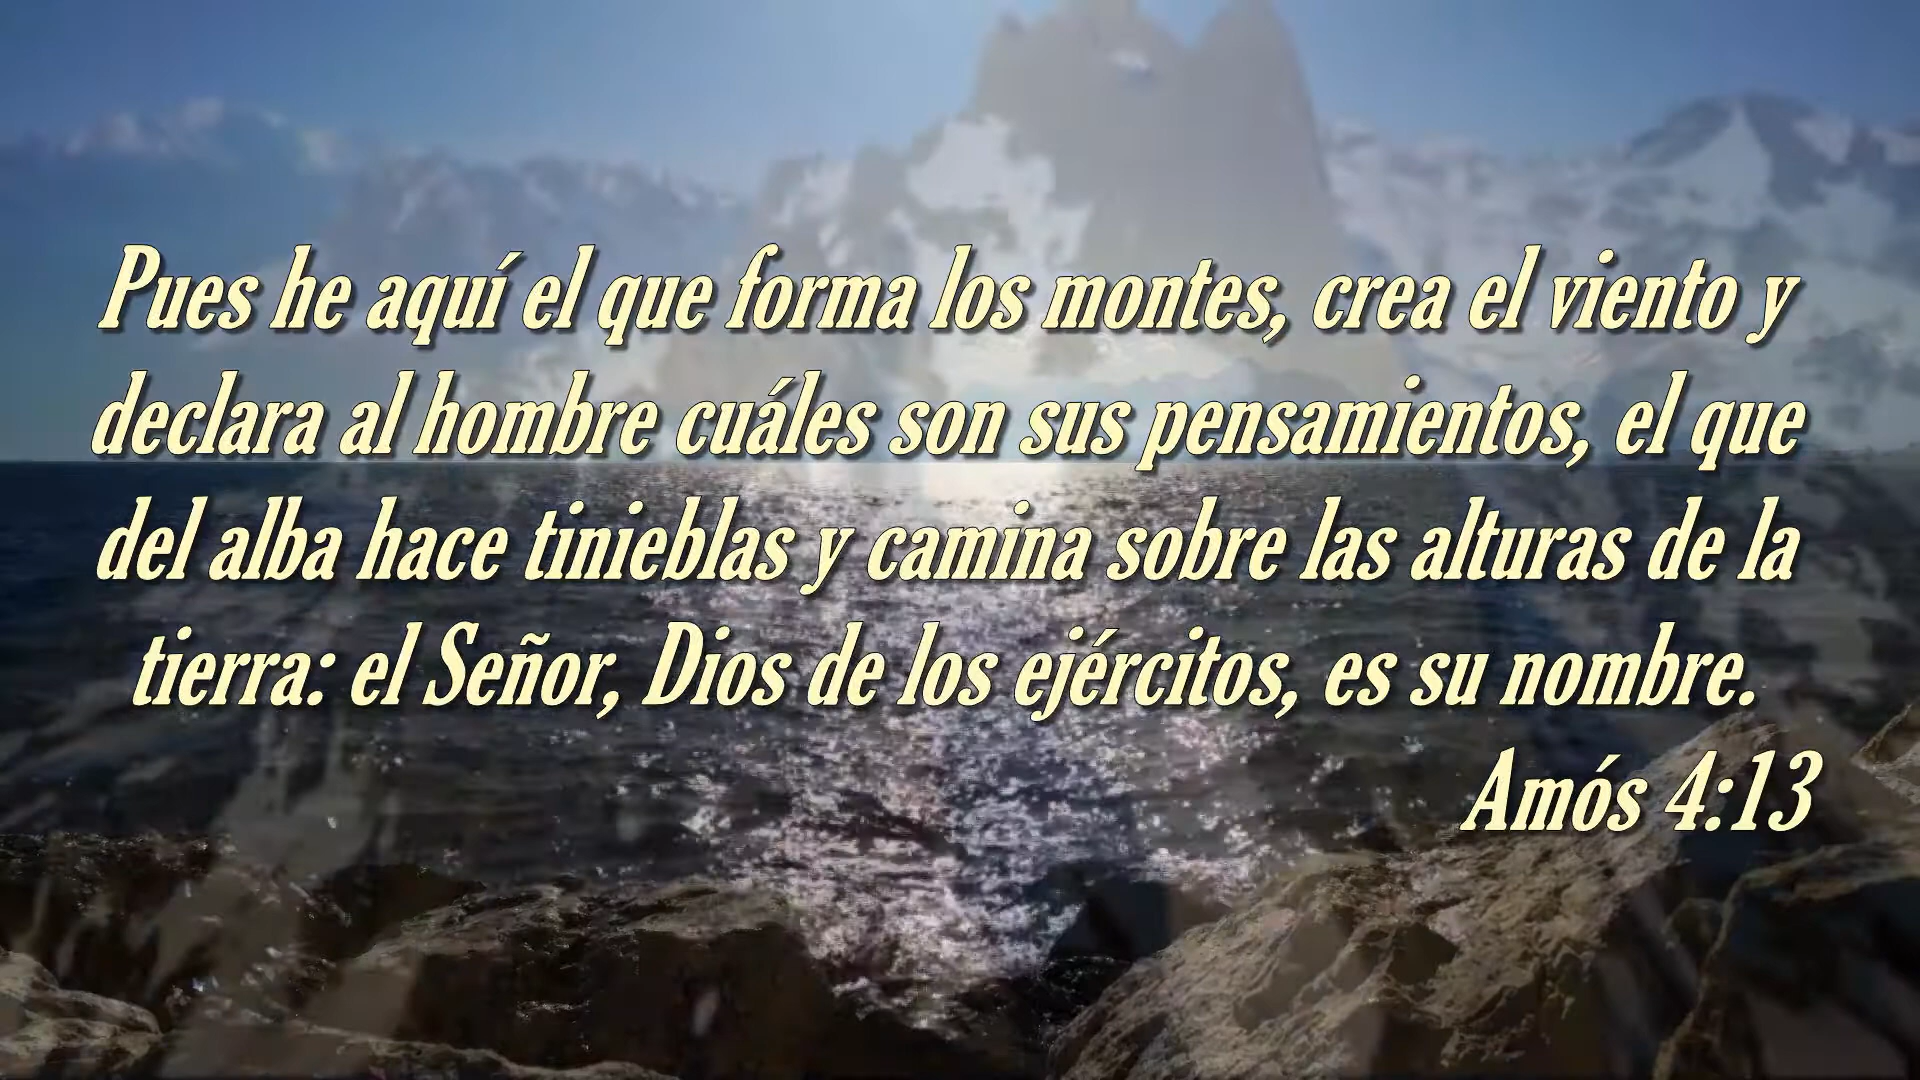 Pues he aquí el que forma los montes, crea el viento y
declara al hombre cuáles son sus pensamientos, el que
del alba hace tinieblas y camina sobre las alturas de la
tierra: el Señor, Dios de los ejércitos, es su nombre.
Amós 4:13